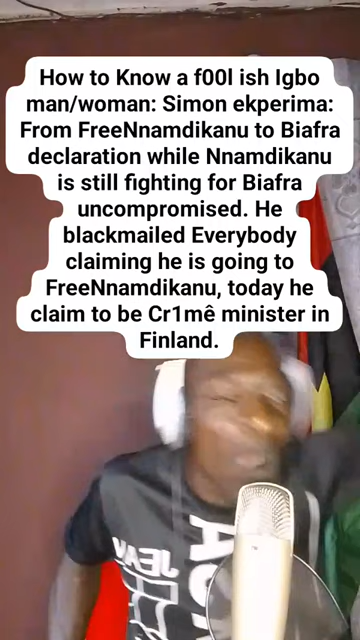 How to Know a f00l ish Igbo
man/woman: Simon ekperima:
From FreeNnamdikanu to Biafra
declaration while Nnamdikanu
is still fighting for Biafra
uncompromised. He
blackmailed Everybody
claiming he is going to
FreeNnamdikanu, today he
claim to be Cr1mê minister in
Finland.